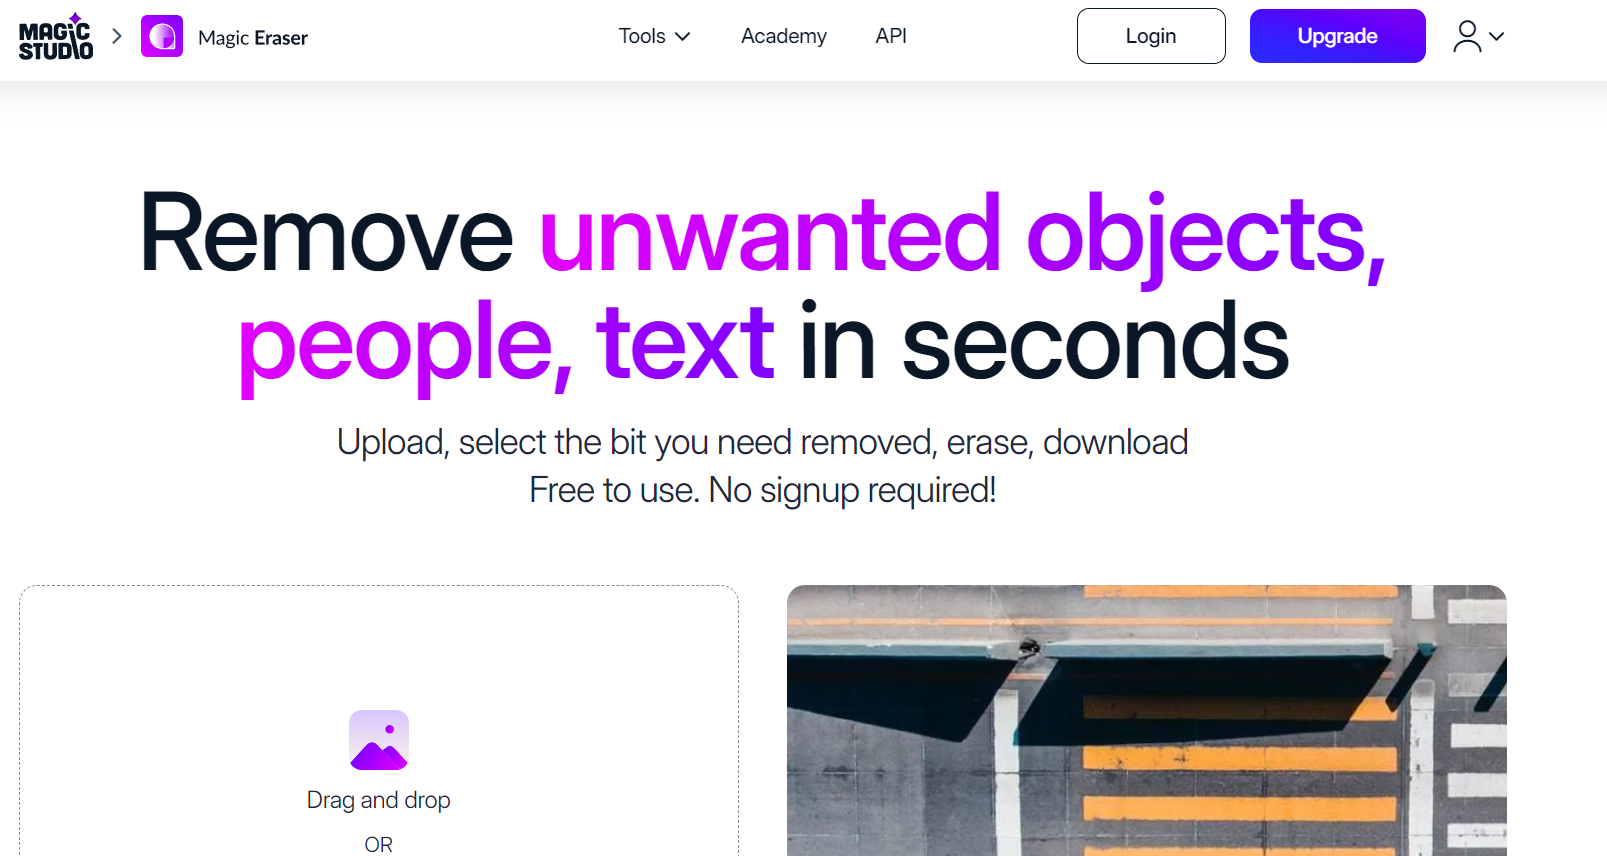 MAGIC
STUDIO
Magic Eraser
Tools
Academy
API
Login
Upgrade
Remove unwanted objects,
people, text in seconds
Upload, select the bit you need removed, erase, download
Free to use. No signup required!
Drag and drop
OR